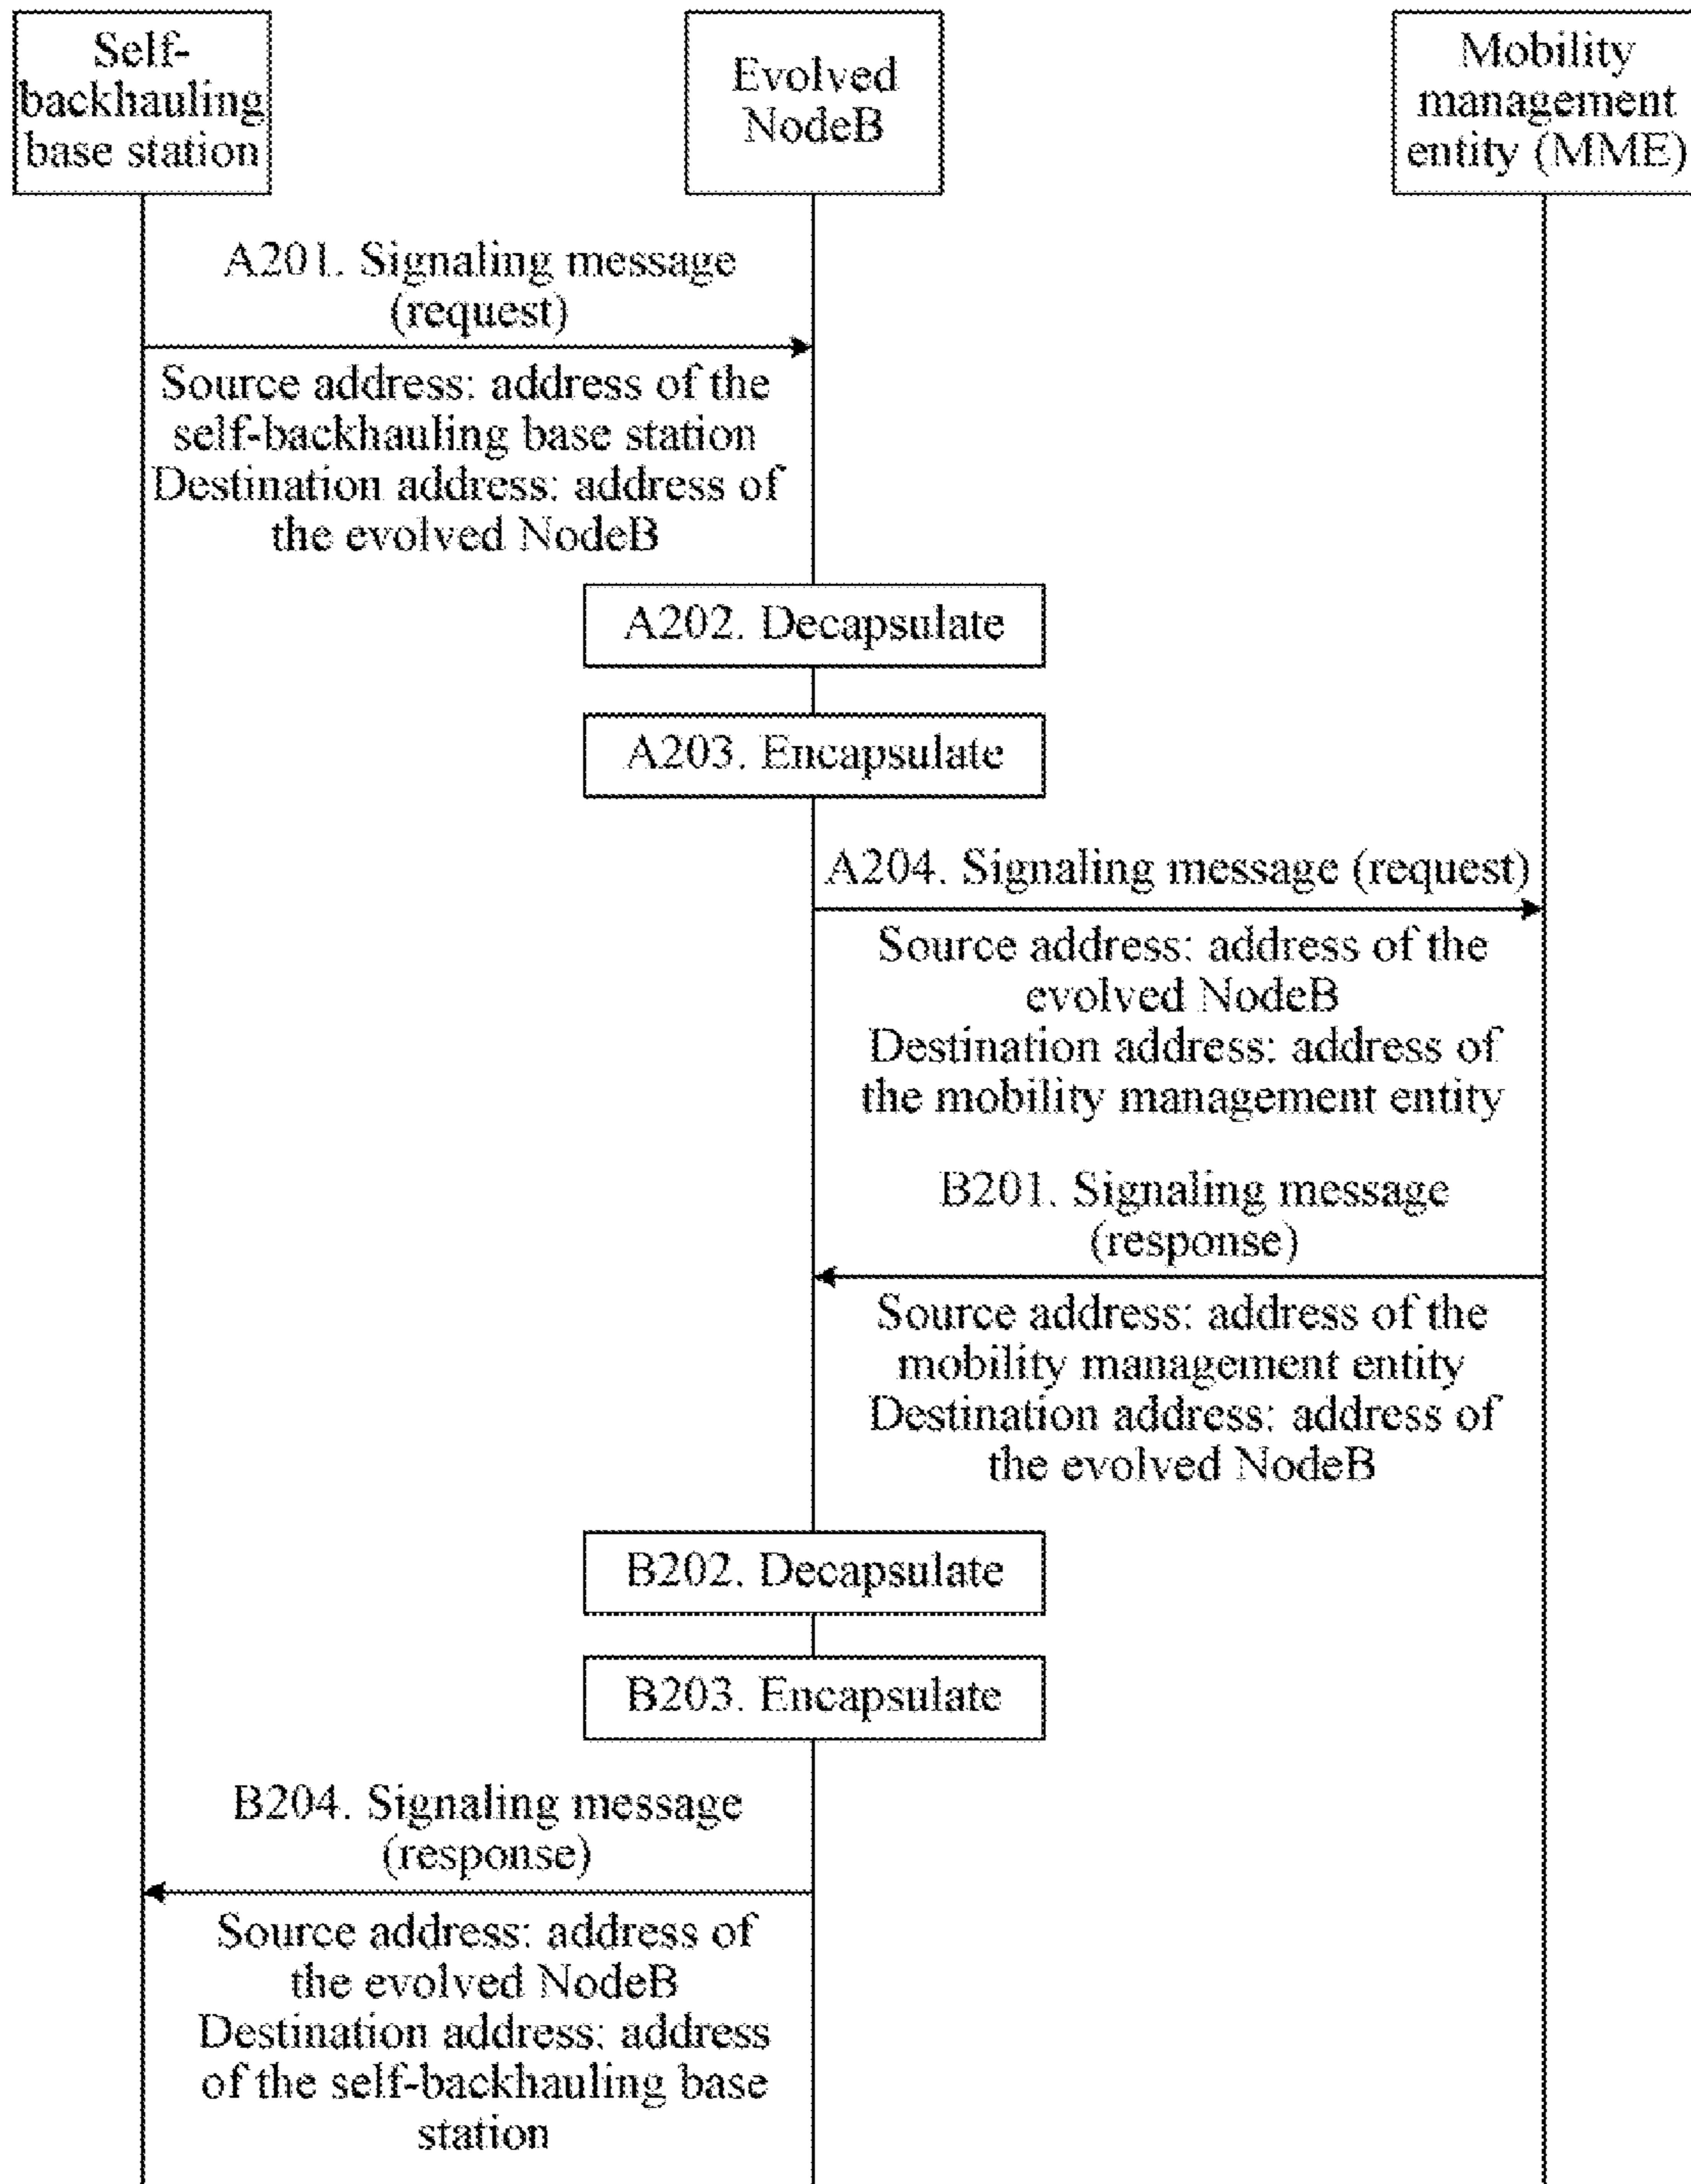 Self-
backhauling
base station
Evolved
NodeB
Mobility
management
entity (MME)
A201. Signaling message
(request)
Source address: address of the
self-backhauling base station
Destination address: address of
the evolved NodeB
A202. Decapsulate
A203. Encapsulate
A204. Signaling message (request)
Source address: address of the
evolved NodeB
Destination address: address of
the mobility management entity
B201. Signaling message
(response)
Source address: address of the
mobility management entity
Destination address: address of
the evolved NodeB
B202. Decapsulate
B203. Encapsulate
B204. Signaling message
(response)
Source address: address of
the evolved NodeB
Destination address: address
of the self-backhauling base
station